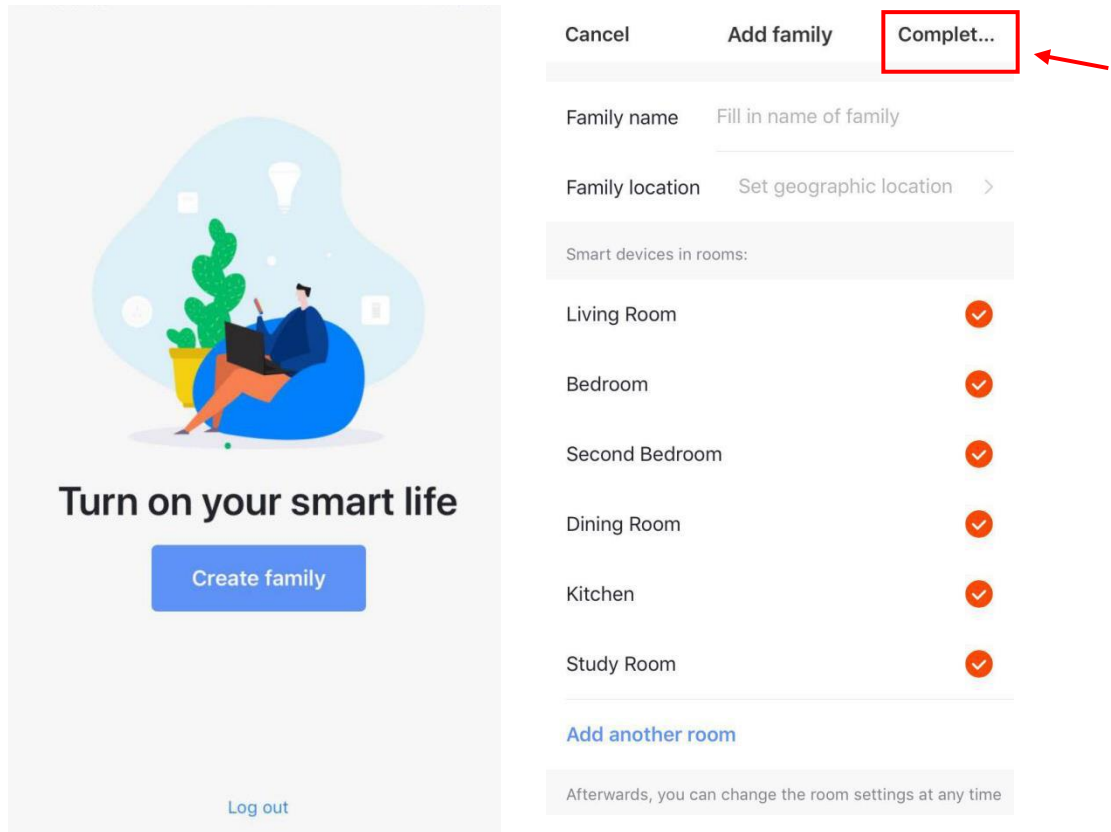 Turn on your smart life
Create family
Log out
Cancel Add family Complet...
Family name Fill in name of family
Family location Set geographic location
Smart devices in rooms:
Living Room
Bedroom
Second Bedroom
Dining Room
Kitchen
Study Room
Add another room
Afterwards, you can change the room settings at any time